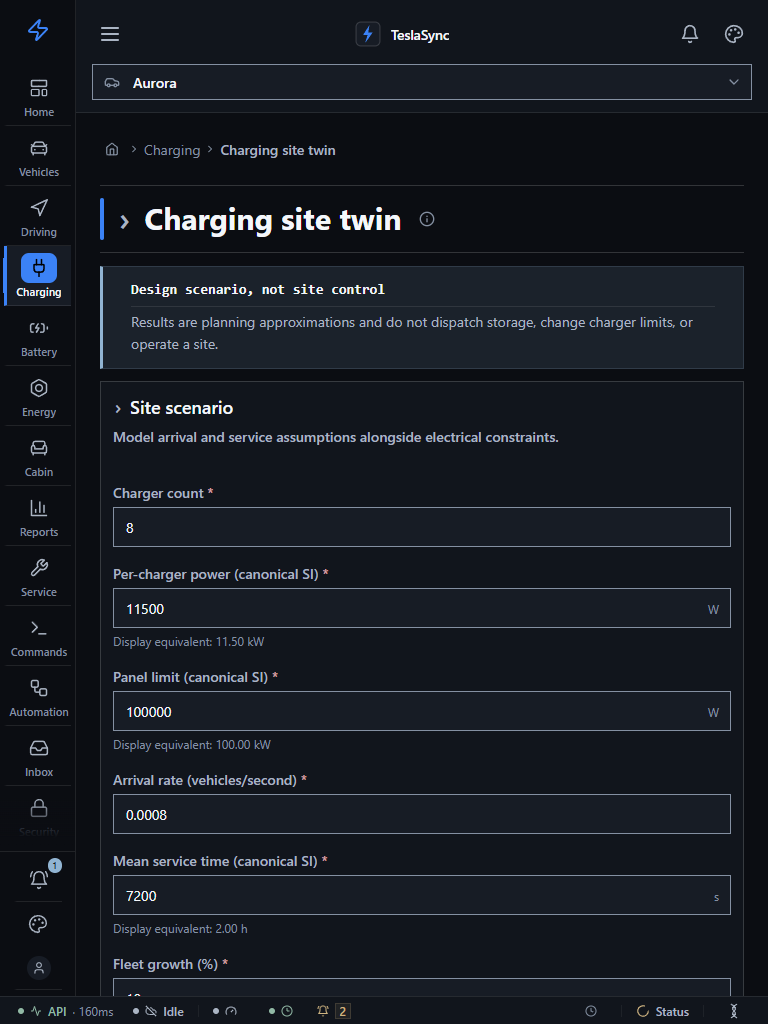 TeslaSync
Aurora
Home
Vehicles
Driving
Charging
Battery
Energy
Cabin
Reports
Service
Commands
Automation
Inbox
Security
1
Charging
Charging site twin
Charging site twin
Design scenario, not site control
Results are planning approximations and do not dispatch storage, change charger limits, or
operate a site.
Site scenario
Model arrival and service assumptions alongside electrical constraints.
Charger count *
8
Per-charger power (canonical SI) *
11500 W
Display equivalent: 11.50 kW
Panel limit (canonical SI) *
100000 W
Display equivalent: 100.00 kW
Arrival rate (vehicles/second) *
0.0008
Mean service time (canonical SI) *
7200 s
Display equivalent: 2.00 h
Fleet growth (%) *
API · 160ms Idle 2 Status